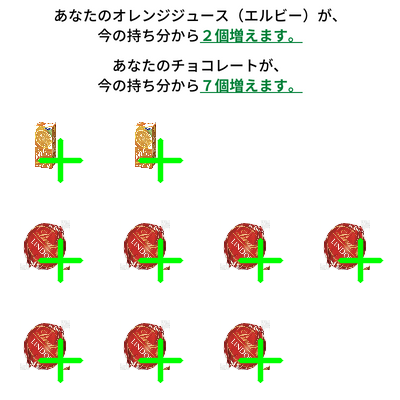 あなたのオレンジジュース（エルビー）が、
今の持ち分から２個増えます。
あなたのチョコレートが、
今の持ち分から７個増えます。